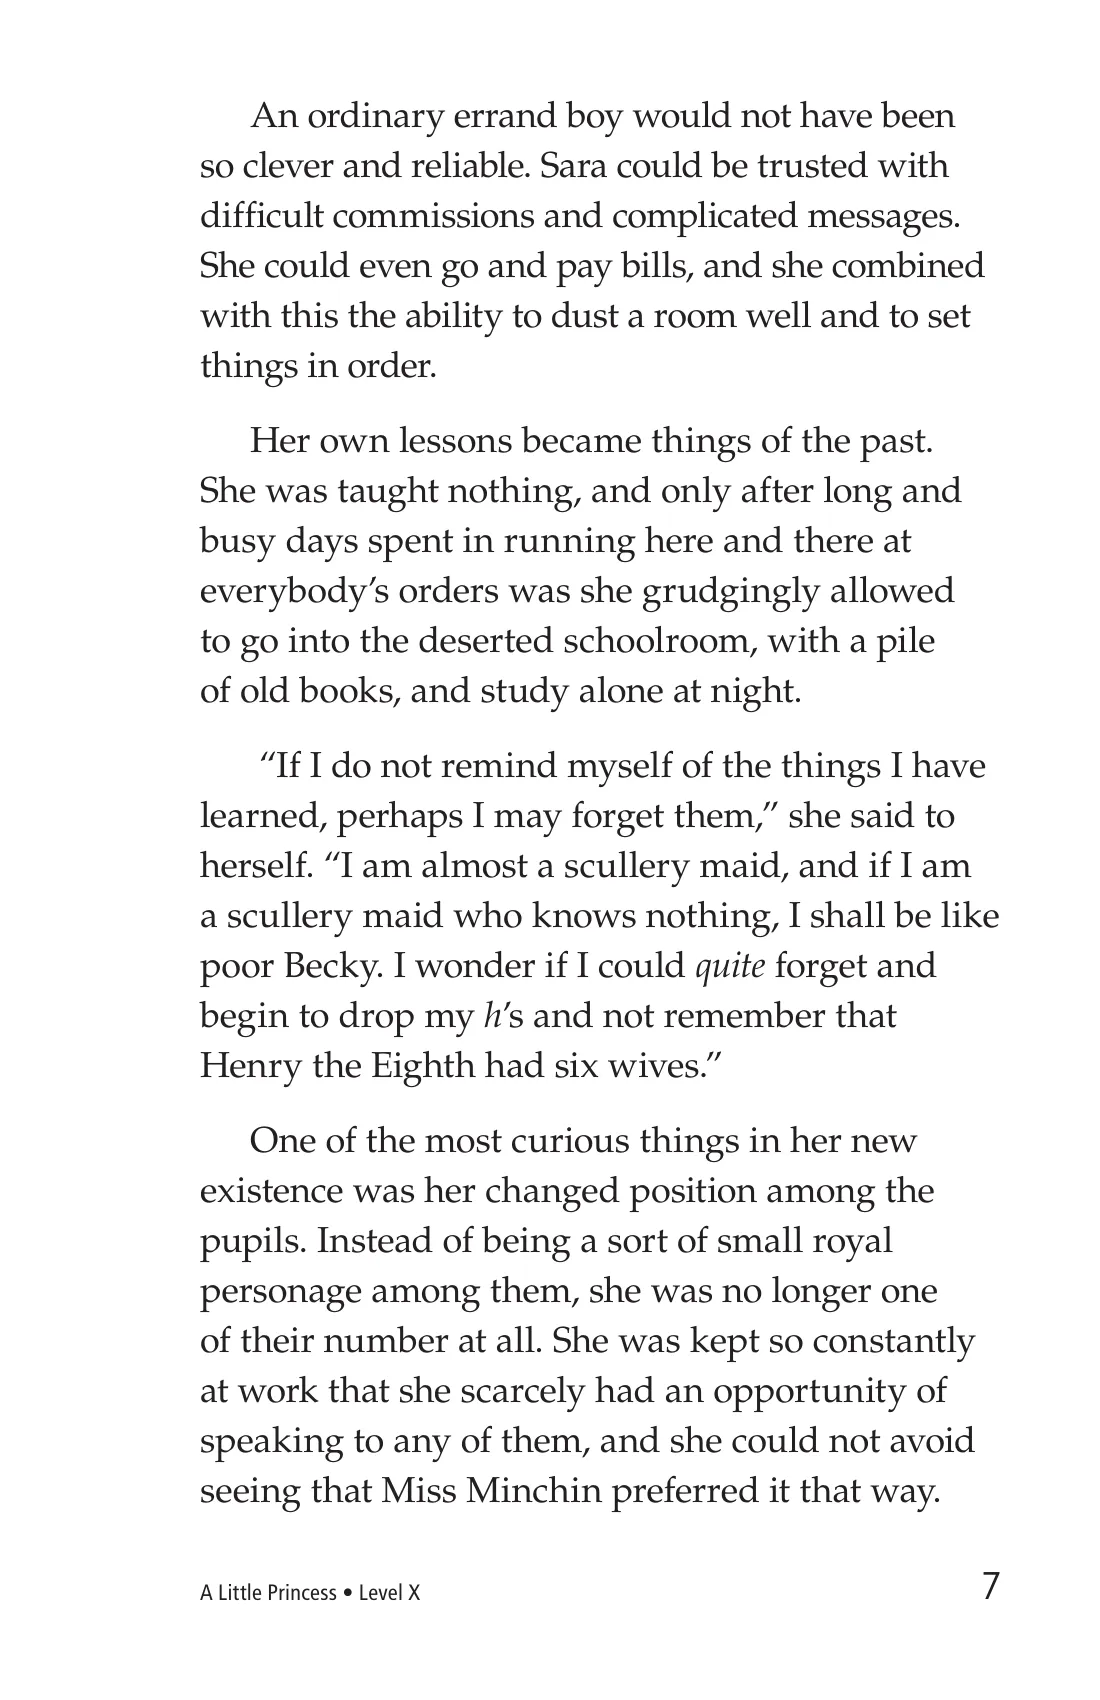 An ordinary errand boy would not have been
so clever and reliable. Sara could be trusted with
difficult commissions and complicated messages.
She could even go and pay bills, and she combined
with this the ability to dust a room well and to set
things in order.
Her own lessons became things of the past.
She was taught nothing, and only after long and
busy days spent in running here and there at
everybody’s orders was she grudgingly allowed
to go into the deserted schoolroom, with a pile
of old books, and study alone at night.
“If I do not remind myself of the things I have
learned, perhaps I may forget them,” she said to
herself. “I am almost a scullery maid, and if I am
a scullery maid who knows nothing, I shall be like
poor Becky. I wonder if I could quite forget and
begin to drop my h’s and not remember that
Henry the Eighth had six wives.”
One of the most curious things in her new
existence was her changed position among the
pupils. Instead of being a sort of small royal
personage among them, she was no longer one
of their number at all. She was kept so constantly
at work that she scarcely had an opportunity of
speaking to any of them, and she could not avoid
seeing that Miss Minchin preferred it that way.
A Little Princess • Level X
7